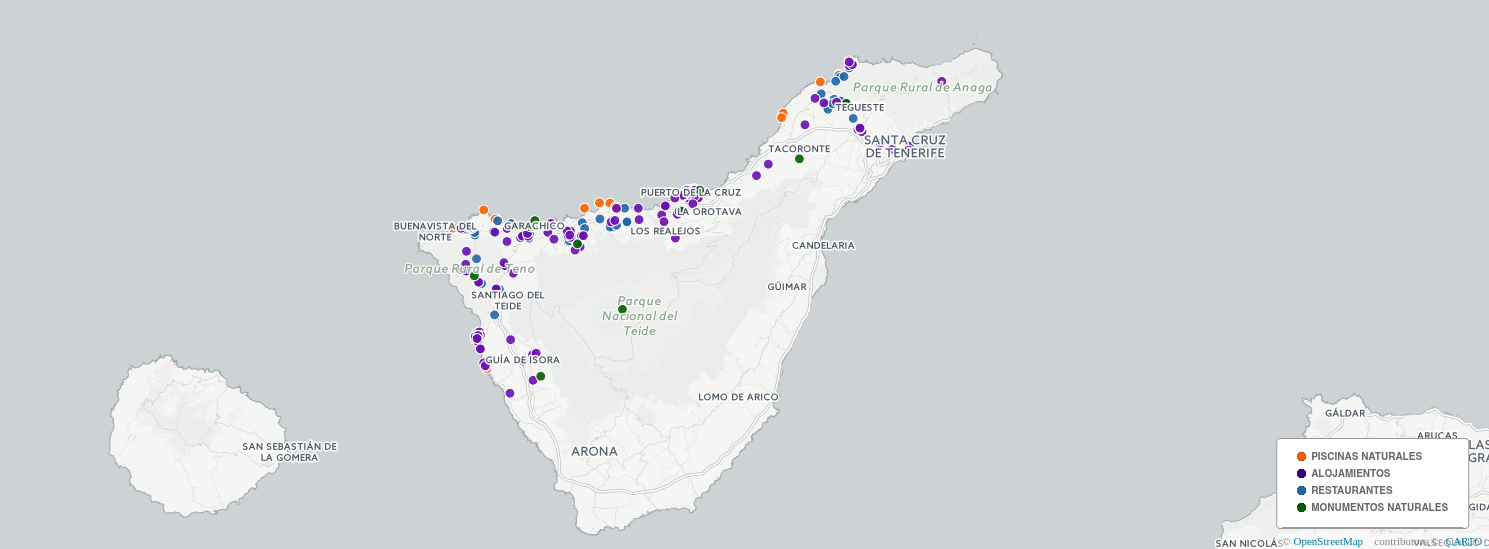 Parque Rural de Anaga
TEGUESTE
SANTA CRUZ
DE TENERIFE
TACORONTE
PUERTO DE LA CRUZ
LA OROTAVA
BUENAVISTA DEL
NORTE
GARACHICO
LOS REALEJOS
CANDELARIA
Parque Rural de Teno
GÜIMAR
SANTIAGO DEL
TEIDE
Parque
Nacional del
Teide
GUÍA DE ISORA
LOMO DE ARICO
GÁLDAR
ARUCAS
LAS
GRA
SAN SEBASTIÁN DE
LA GOMERA
ARONA
PISCINAS NATURALES
ALOJAMIENTOS
RESTAURANTES
MONUMENTOS NATURALES
GIDA
SAN NICOLÁS
© OpenStreetMap contributors © CARTO